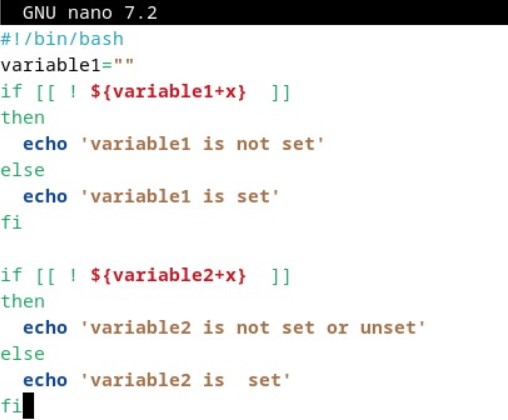 GNU nano 7.2
#!/bin/bash
variable1=""
if [[ ! ${variable1+x}  ]]
then
  echo 'variable1 is not set'
else
  echo 'variable1 is set'
fi

if [[ ! ${variable2+x}  ]]
then
  echo 'variable2 is not set or unset'
else
  echo 'variable2 is  set'
fi